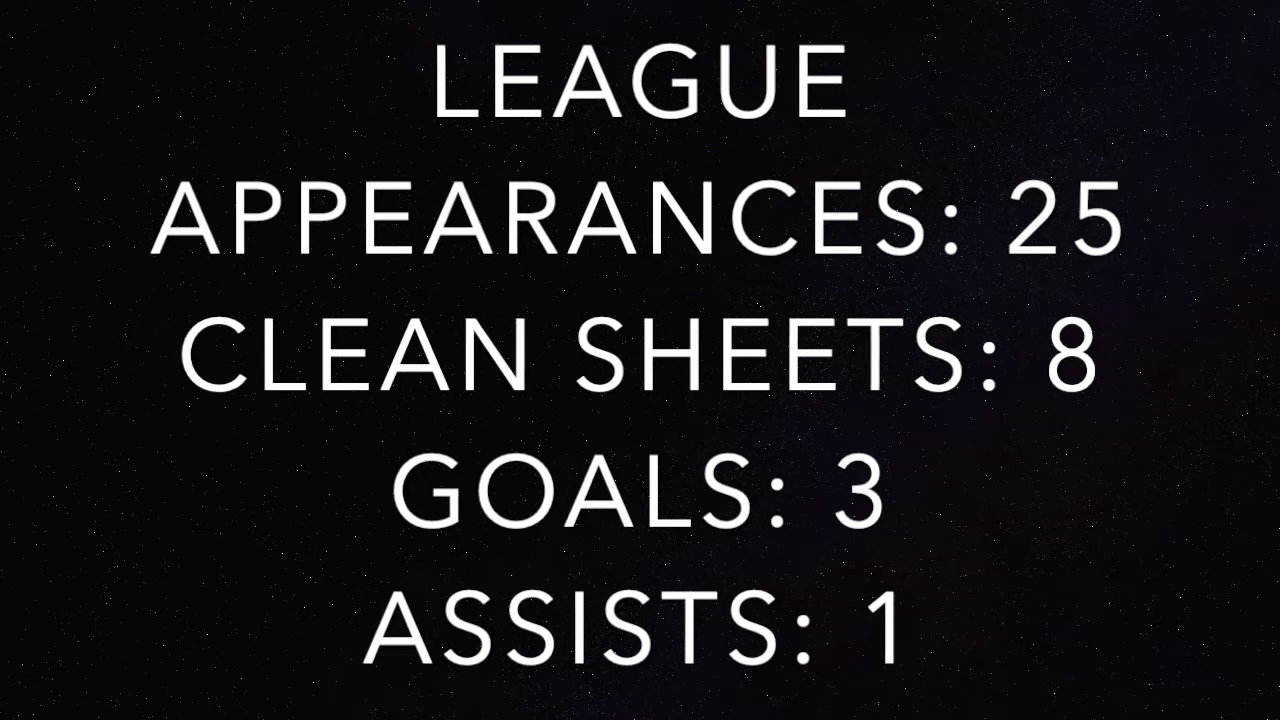 LEAGUE
APPEARANCES: 25
CLEAN SHEETS: 8
GOALS: 3
ASSISTS: 1